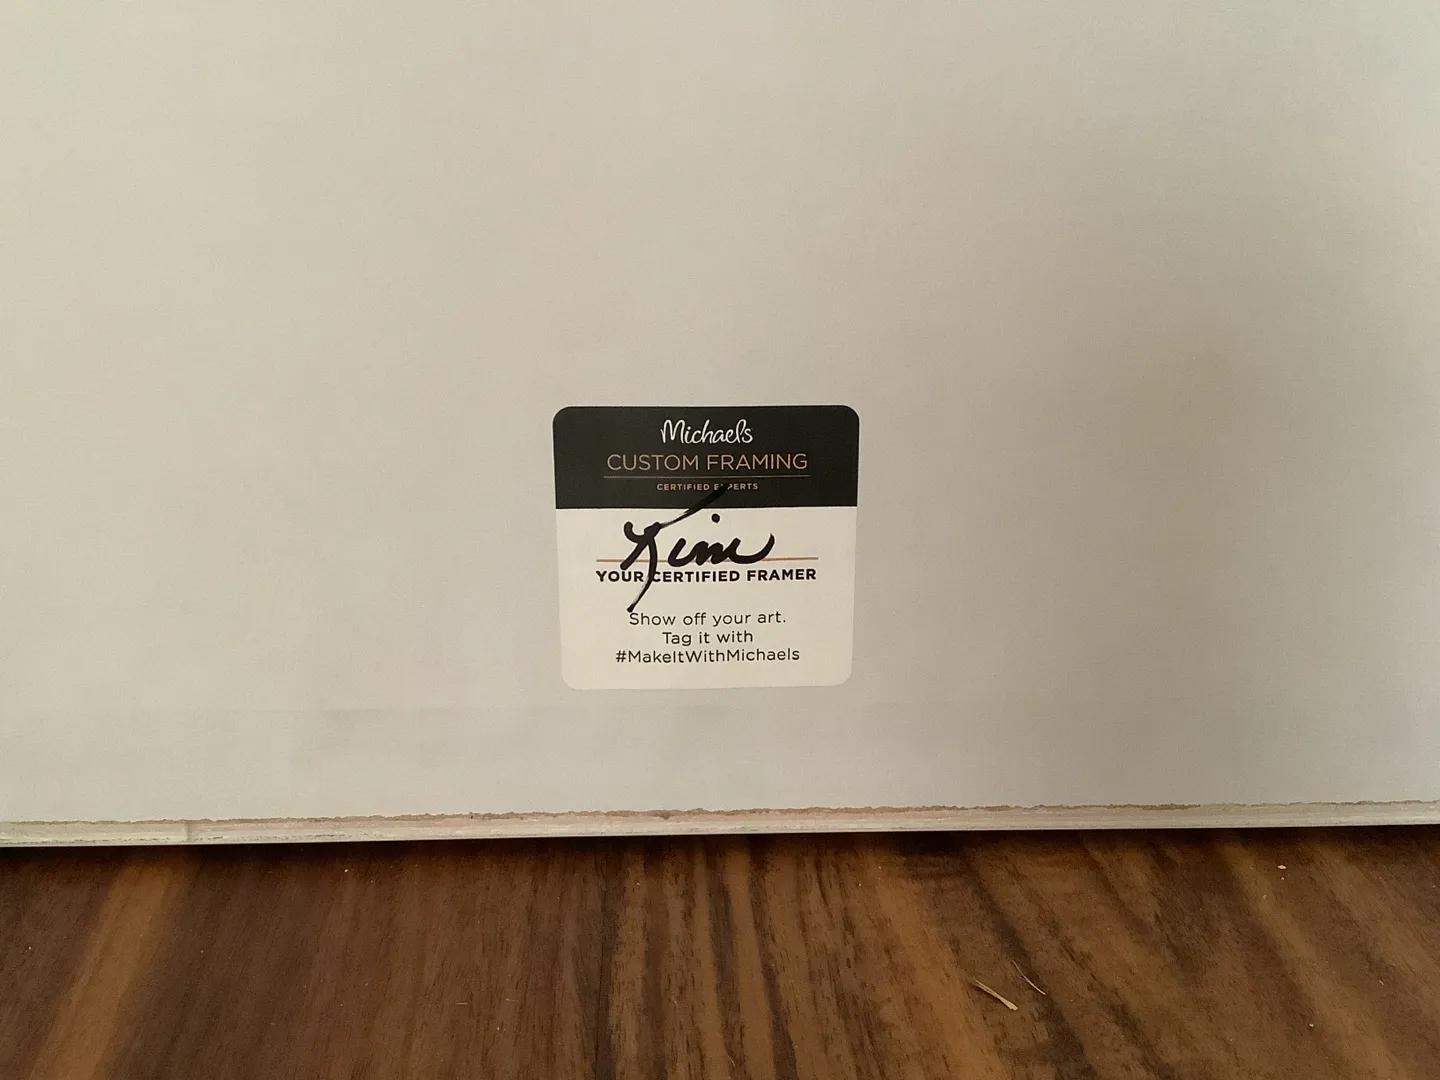 Michaels
CUSTOM FRAMING
CERTIFIED EXPERTS
Kim
YOUR CERTIFIED FRAMER
Show off your art.
Tag it with
#MakeItWithMichaels